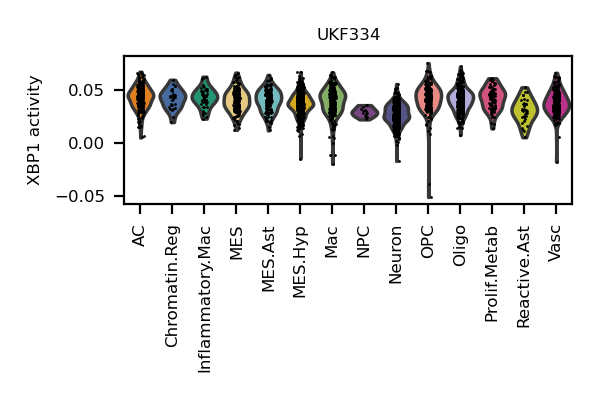 UKF334
XBP1 activity
0.05
0.00
−0.05
AC
Chromatin.Reg
Inflammatory.Mac
MES
MES.Ast
MES.Hyp
Mac
NPC
Neuron
OPC
Oligo
Prolif.Metab
Reactive.Ast
Vasc